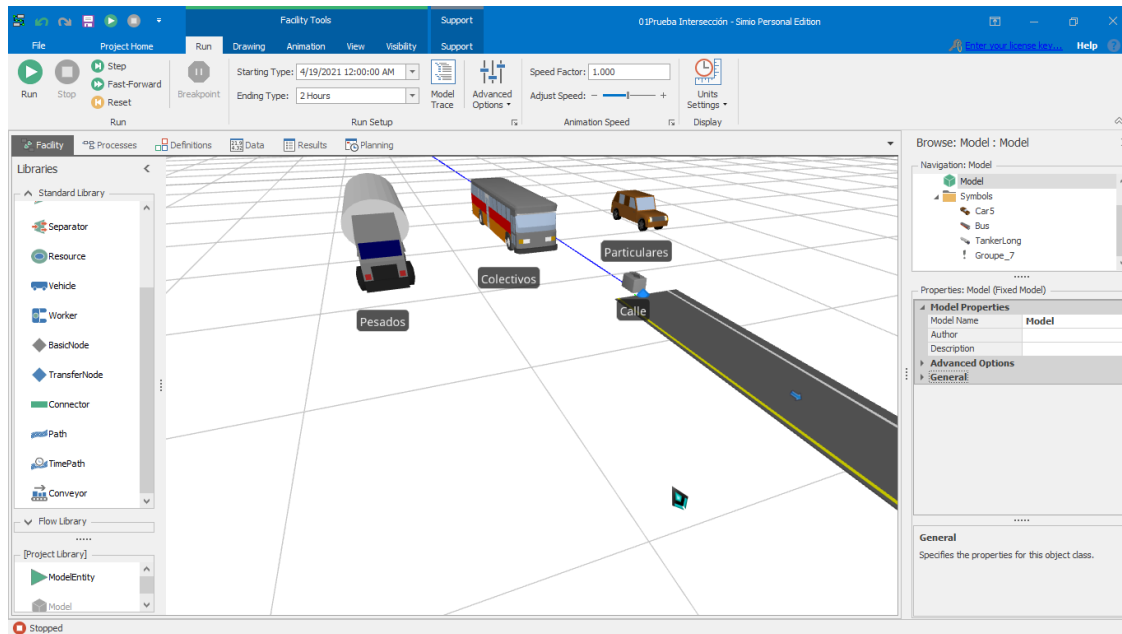 Facility Tools
Support
01Prueba Intersección - Simio Personal Edition
File
Project Home
Run
Drawing
Animation
View
Visibility
Support
Enter your license key...
Help
Run
Stop
Step
Fast-Forward
Reset
Breakpoint
Starting Type: 4/19/2021 12:00:00 AM
Ending Type: 2 Hours
Model Trace
Advanced Options
Speed Factor: 1.000
Adjust Speed: − +
Units Settings
Run
Run Setup
Animation Speed
Display
Facility
Processes
Definitions
Data
Results
Planning
Libraries
Standard Library
Separator
Resource
Vehicle
Worker
BasicNode
TransferNode
Connector
Path
TimePath
Conveyor
Flow Library
[Project Library]
ModelEntity
Model
Pesados
Colectivos
Particulares
Calle
Browse: Model : Model
Navigation: Model
Model
Symbols
Car5
Bus
TankerLong
Groupe_7
Properties: Model (Fixed Model)
Model Properties
Model Name Model
Author
Description
Advanced Options
General
General
Specifies the properties for this object class.
Stopped